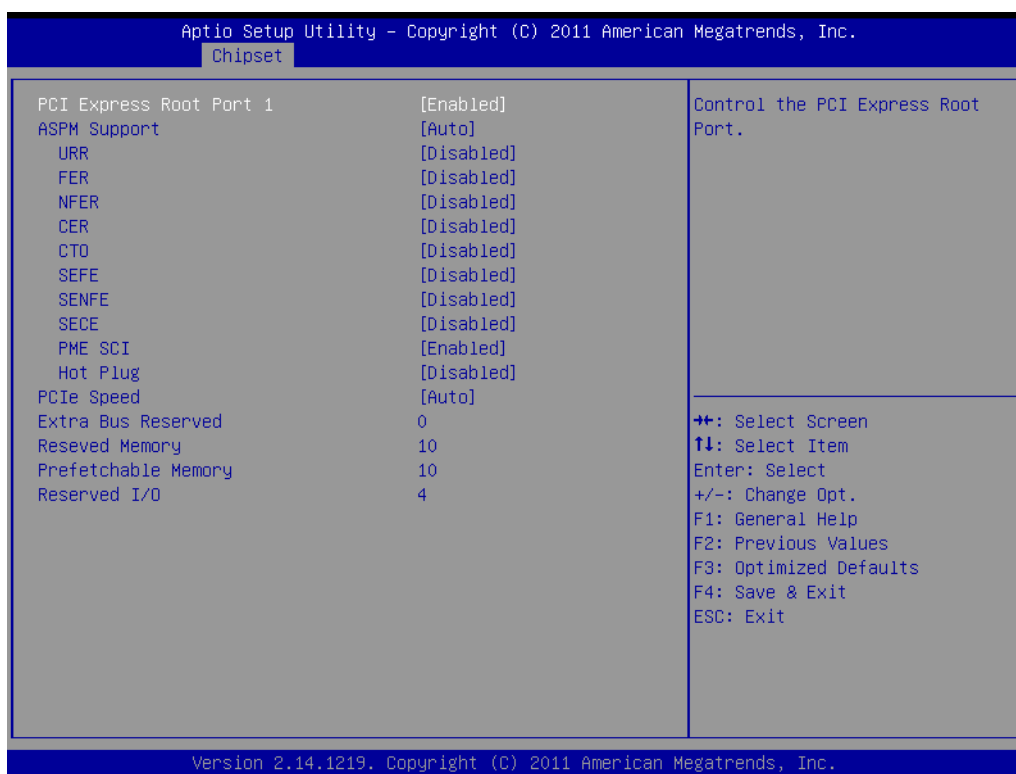 Aptio Setup Utility – Copyright (C) 2011 American Megatrends, Inc.
Chipset
PCI Express Root Port 1 [Enabled]
ASPM Support [Auto]
URR [Disabled]
FER [Disabled]
NFER [Disabled]
CER [Disabled]
CTO [Disabled]
SEFE [Disabled]
SENFE [Disabled]
SECE [Disabled]
PME SCI [Enabled]
Hot Plug [Disabled]
PCIe Speed [Auto]
Extra Bus Reserved 0
Reseved Memory 10
Prefetchable Memory 10
Reserved I/O 4
Control the PCI Express Root
Port.
→←: Select Screen
↑↓: Select Item
Enter: Select
+/-: Change Opt.
F1: General Help
F2: Previous Values
F3: Optimized Defaults
F4: Save & Exit
ESC: Exit
Version 2.14.1219. Copyright (C) 2011 American Megatrends, Inc.